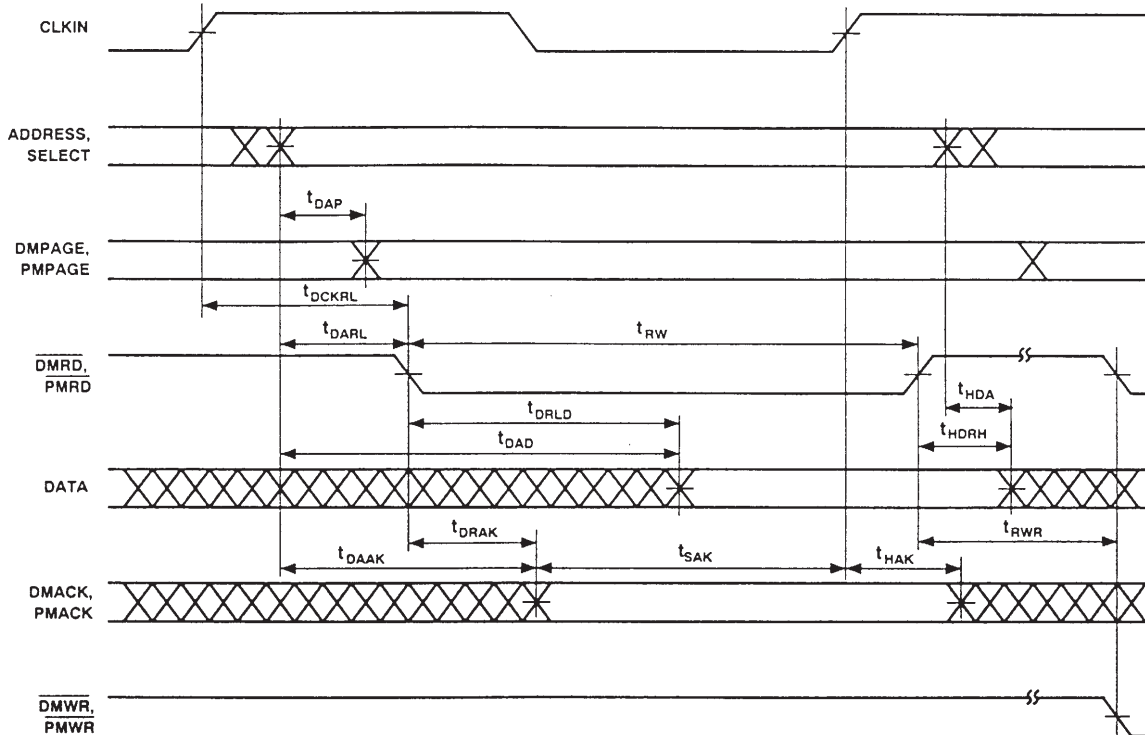 CLKIN
ADDRESS,
SELECT
tDAP
DMPAGE,
PMPAGE
tDCKRL
tDARL
tRW
DMRD,
PMRD
tHDA
tDRLD
tHDRH
tDAD
DATA
tDRAK
tRWR
tDAAK
tSAK
tHAK
DMACK,
PMACK
DMWR,
PMWR